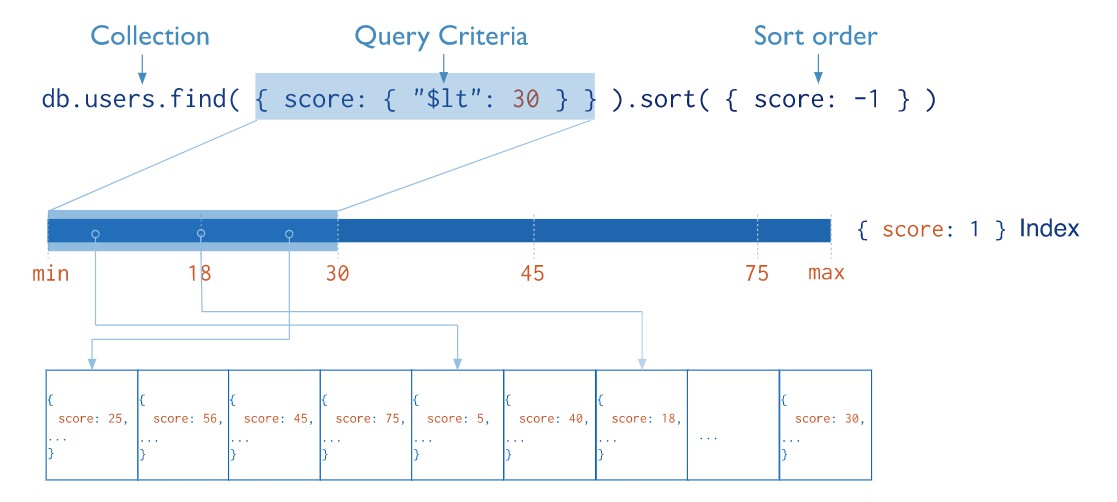 Collection Query Criteria Sort order
db.users.find( { score: { "$lt": 30 } } ).sort( { score: -1 } )
{ score: 1 } Index
min 18 30 45 75 max
{
score: 25,
...
}
{
score: 56,
...
}
{
score: 45,
...
}
{
score: 75,
...
}
{
score: 5,
...
}
{
score: 40,
...
}
{
score: 18,
...
}
...
{
score: 30,
...
}